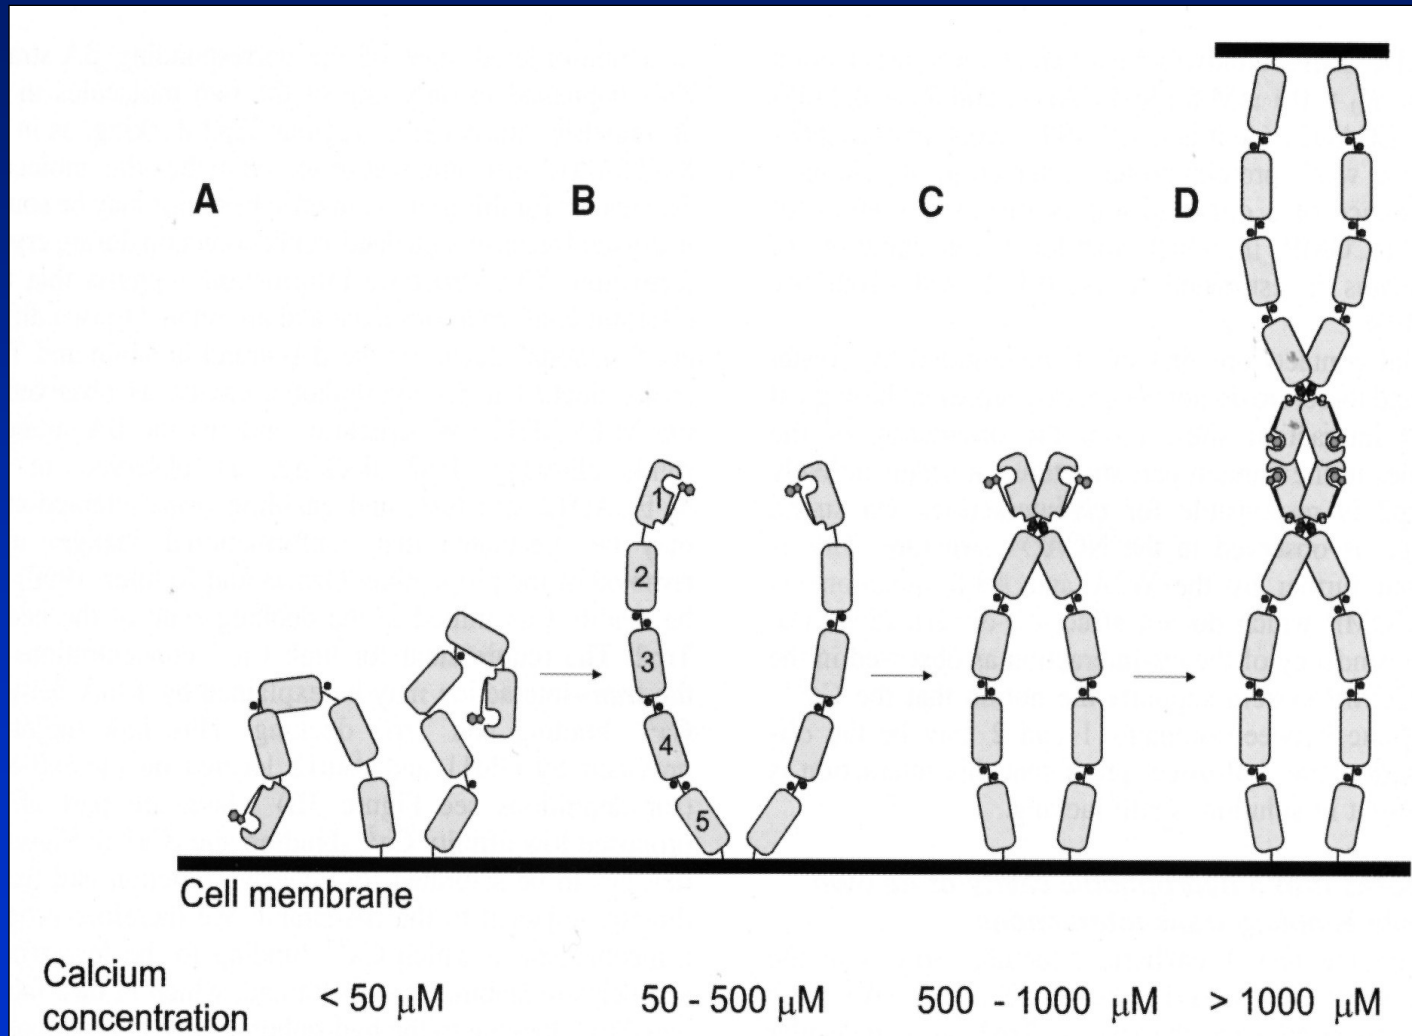 A
B
C
D
1
2
3
4
5
Cell membrane
Calcium
concentration
< 50 μM
50 - 500 μM
500 - 1000 μM
> 1000 μM